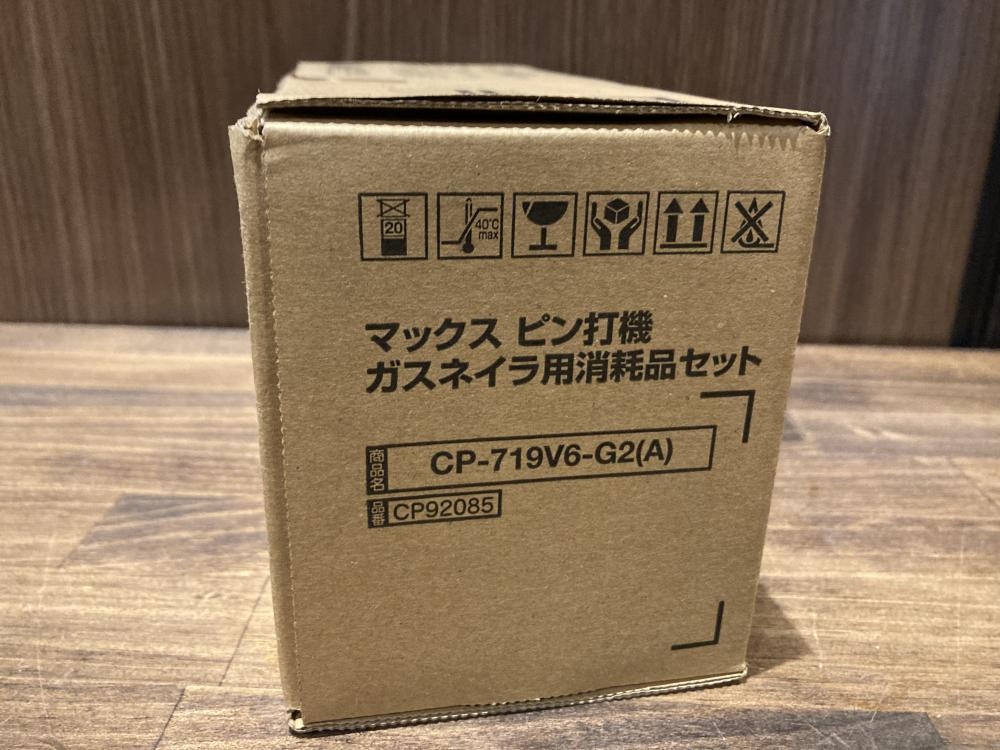 20
40℃
max
マックス ピン打機
ガスネイラ用消耗品セット
商品名 CP-719V6-G2(A)
品番 CP92085